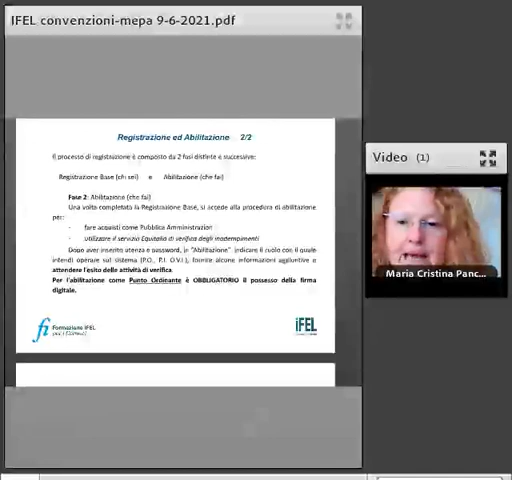 IFEL convenzioni-mepa 9-6-2021.pdf
Registrazione ed Abilitazione 2/2
Il processo di registrazione è composto da 2 fasi distinte e successive:
Registrazione Base (chi sei) e Abilitazione (che fai)
Fase 2: Abilitazione (che fai)
Una volta completata la Registrazione Base, si accede alla procedura di abilitazione
per:
- fare acquisti come Pubblica Amministrazione
- Utilizzare il servizio Equitalia di verifica degli inadempimenti
Dopo aver inserito utenza e password, in "Abilitazione" indicare il ruolo con il quale
intendi operare sul sistema (P.O., P.I. O.V.I.), fornire alcune informazioni aggiuntive e
attendere l'esito delle attività di verifica.
Per l'abilitazione come Punto Ordinante è OBBLIGATORIO il possesso della firma
digitale.
fi Formazione IFEL
per i Comuni
iFEL
Video (1)
Maria Cristina Panc...